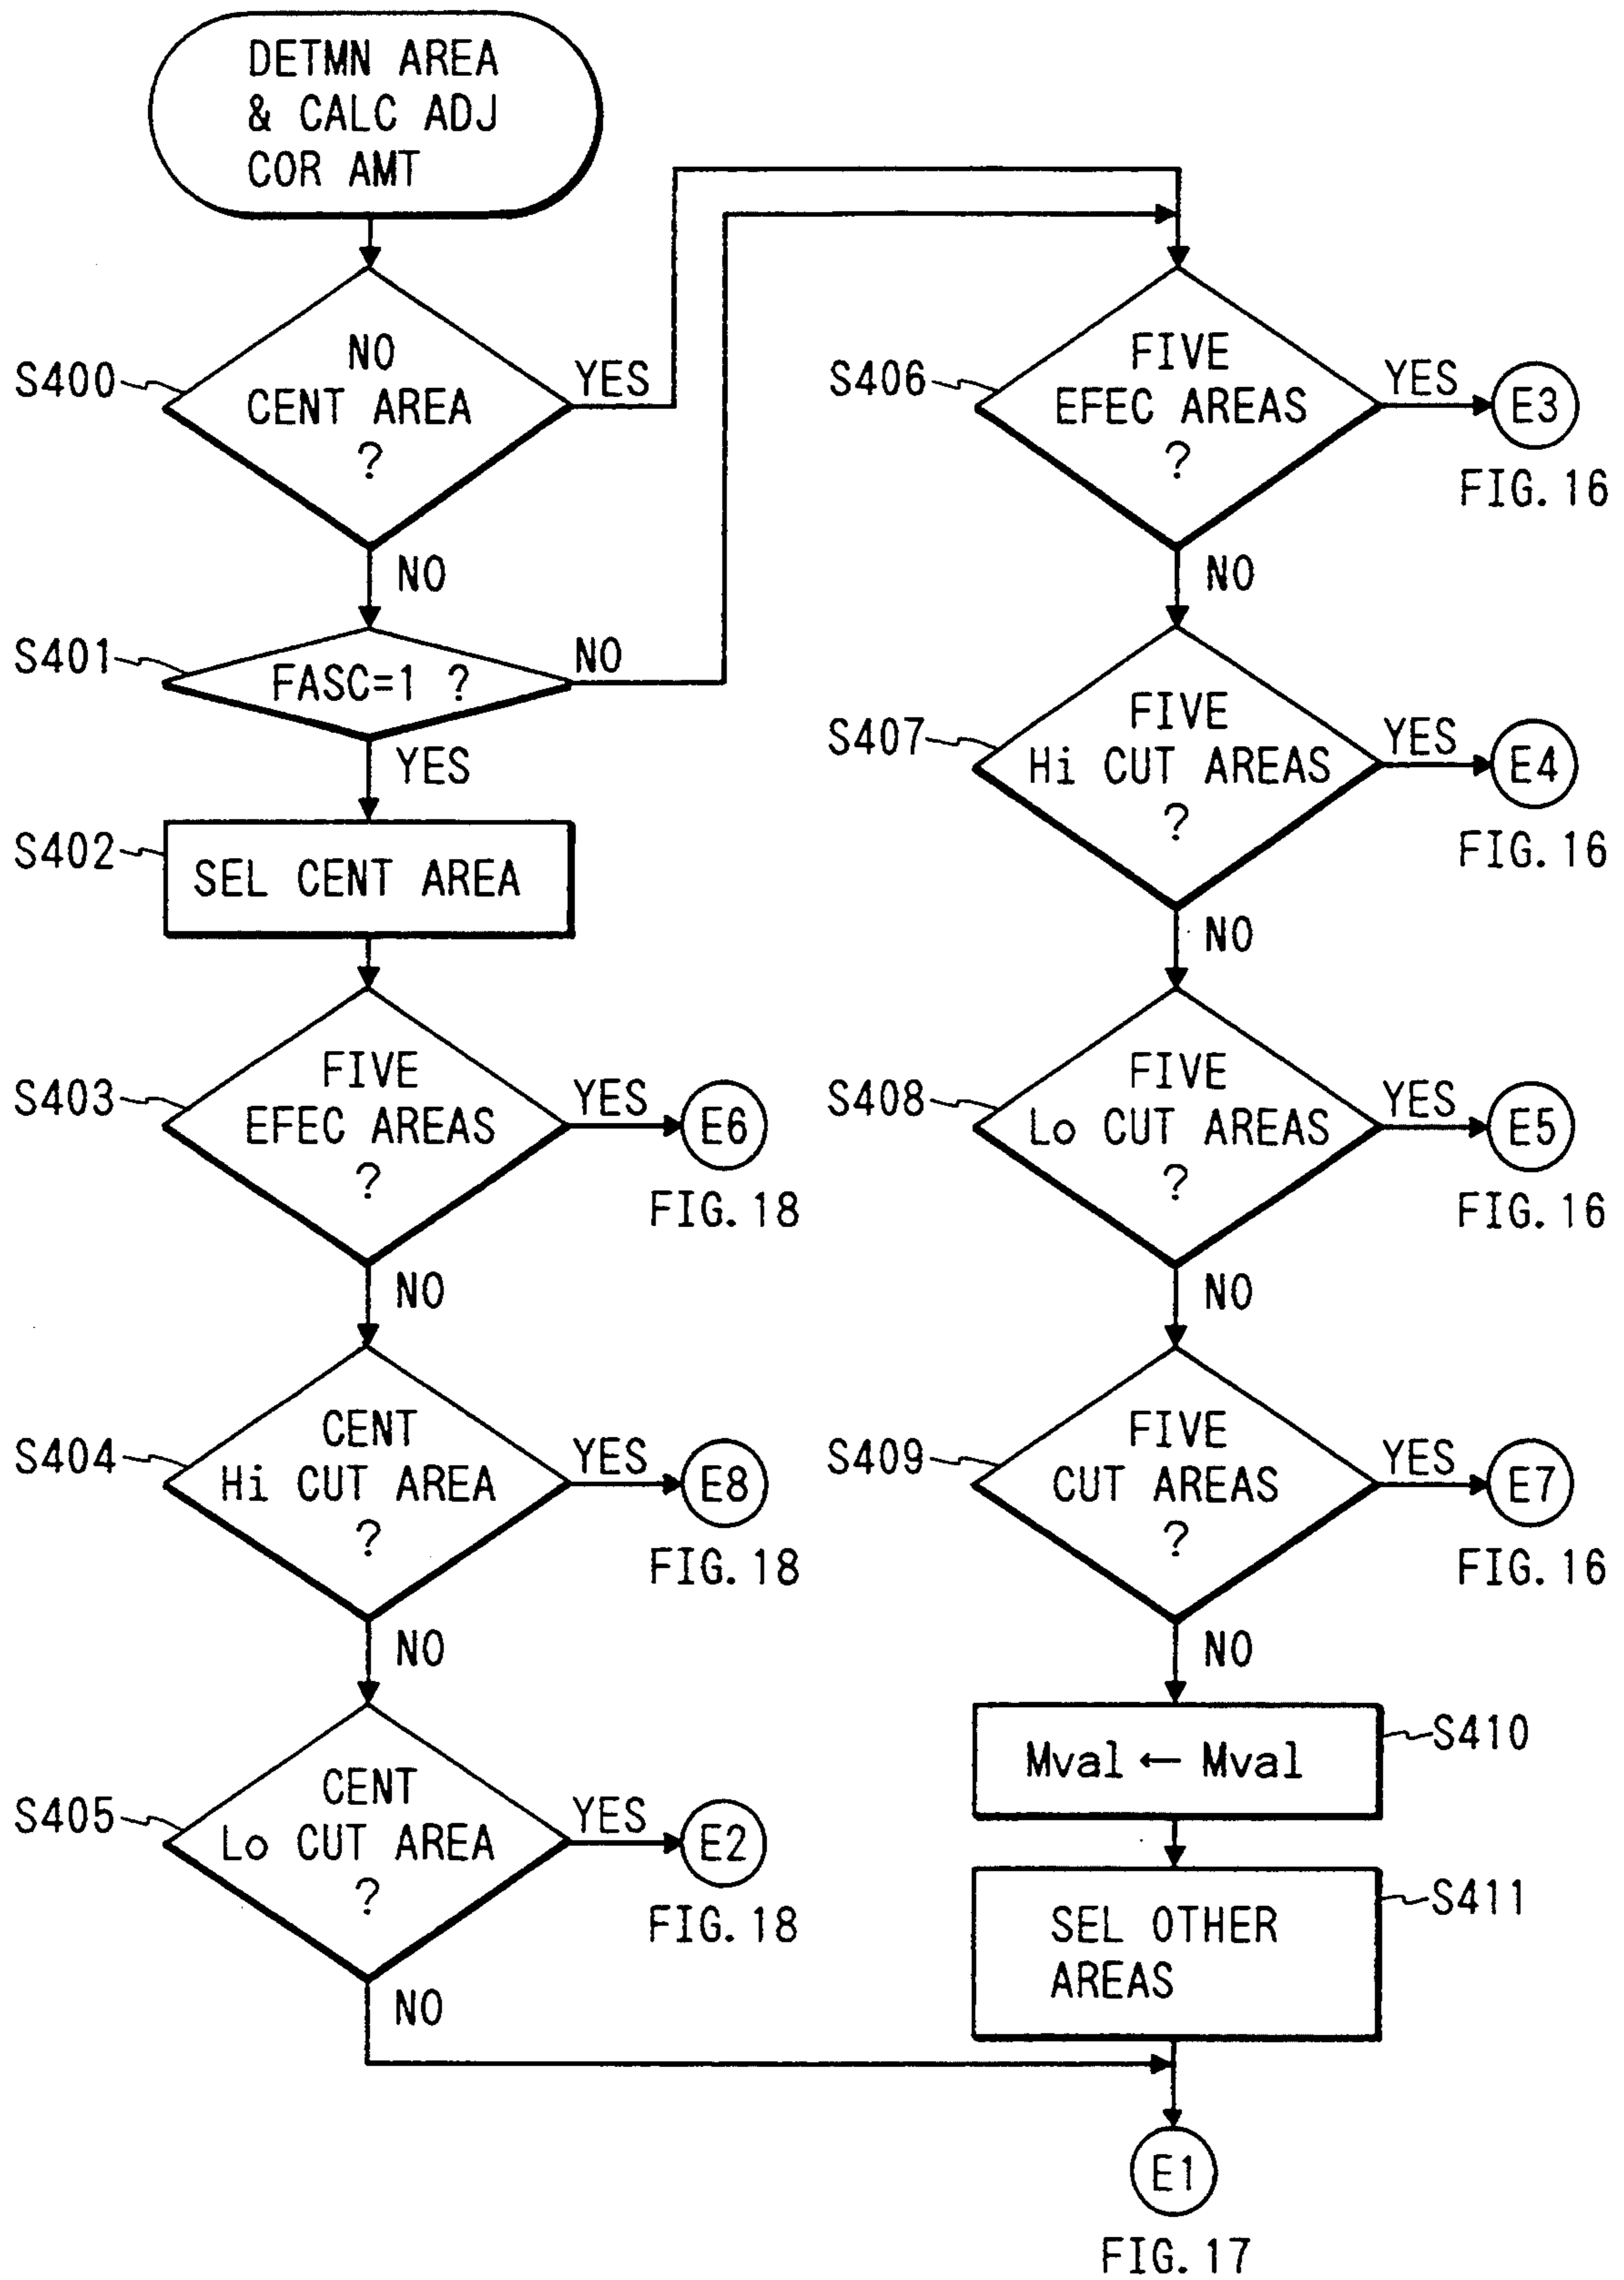 DETMN AREA
& CALC ADJ
COR AMT
S400
NO
CENT AREA
?
YES
NO
S401
FASC=1 ?
NO
YES
S402
SEL CENT AREA
S403
FIVE
EFEC AREAS
?
YES
E6
FIG.18
NO
S404
CENT
Hi CUT AREA
?
YES
E8
FIG.18
NO
S405
CENT
Lo CUT AREA
?
YES
E2
FIG.18
NO
S406
FIVE
EFEC AREAS
?
YES
E3
FIG.16
NO
S407
FIVE
Hi CUT AREAS
?
YES
E4
FIG.16
NO
S408
FIVE
Lo CUT AREAS
?
YES
E5
FIG.16
NO
S409
FIVE
CUT AREAS
?
YES
E7
FIG.16
NO
S410
Mval ← Mval
S411
SEL OTHER
AREAS
E1
FIG.17